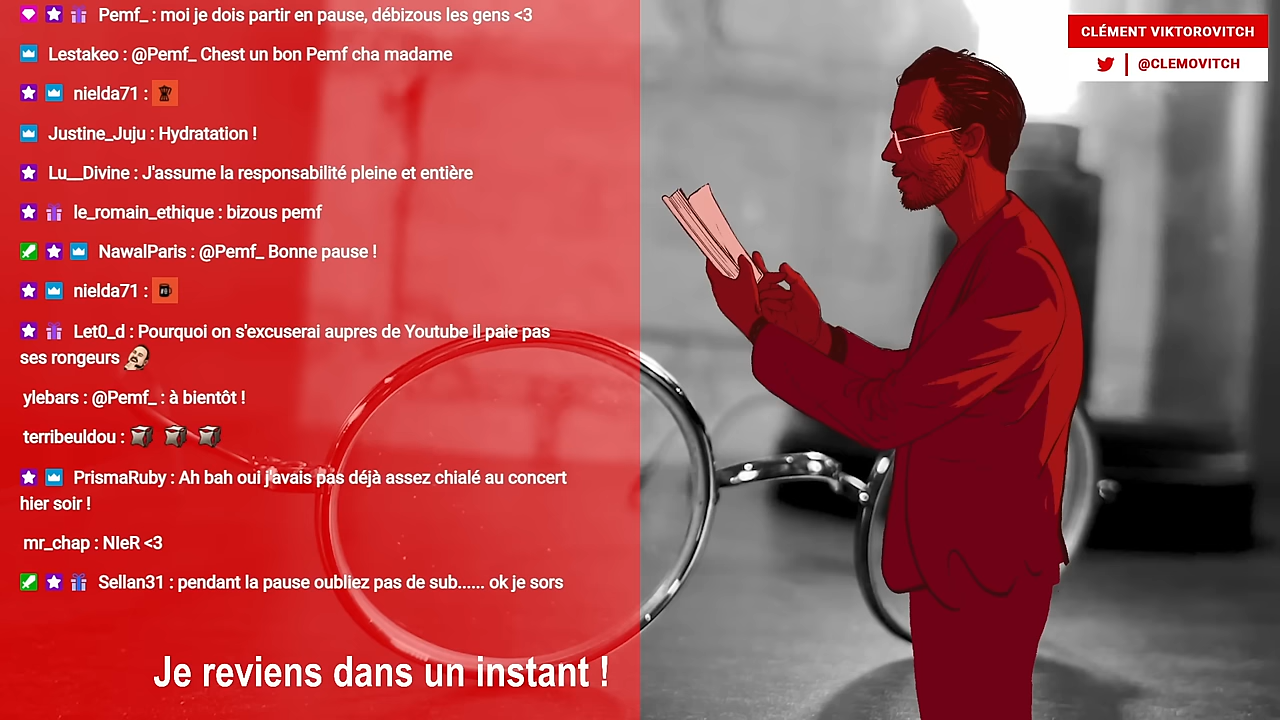 Pemf_ : moi je dois partir en pause, débizous les gens <3
Lestakeo : @Pemf_ Chest un bon Pemf cha madame
nielda71 :
Justine_Juju : Hydratation !
Lu__Divine : J'assume la responsabilité pleine et entière
le_romain_ethique : bizous pemf
NawalParis : @Pemf_ Bonne pause !
nielda71 :
Let0_d : Pourquoi on s'excuserai aupres de Youtube il paie pas
ses rongeurs
ylebars : @Pemf_ : à bientôt !
terribeuldou :
PrismaRuby : Ah bah oui j'avais pas déjà assez chialé au concert
hier soir !
mr_chap : NIeR <3
Sellan31 : pendant la pause oubliez pas de sub...... ok je sors
Je reviens dans un instant !
CLÉMENT VIKTOROVITCH
@CLEMOVITCH